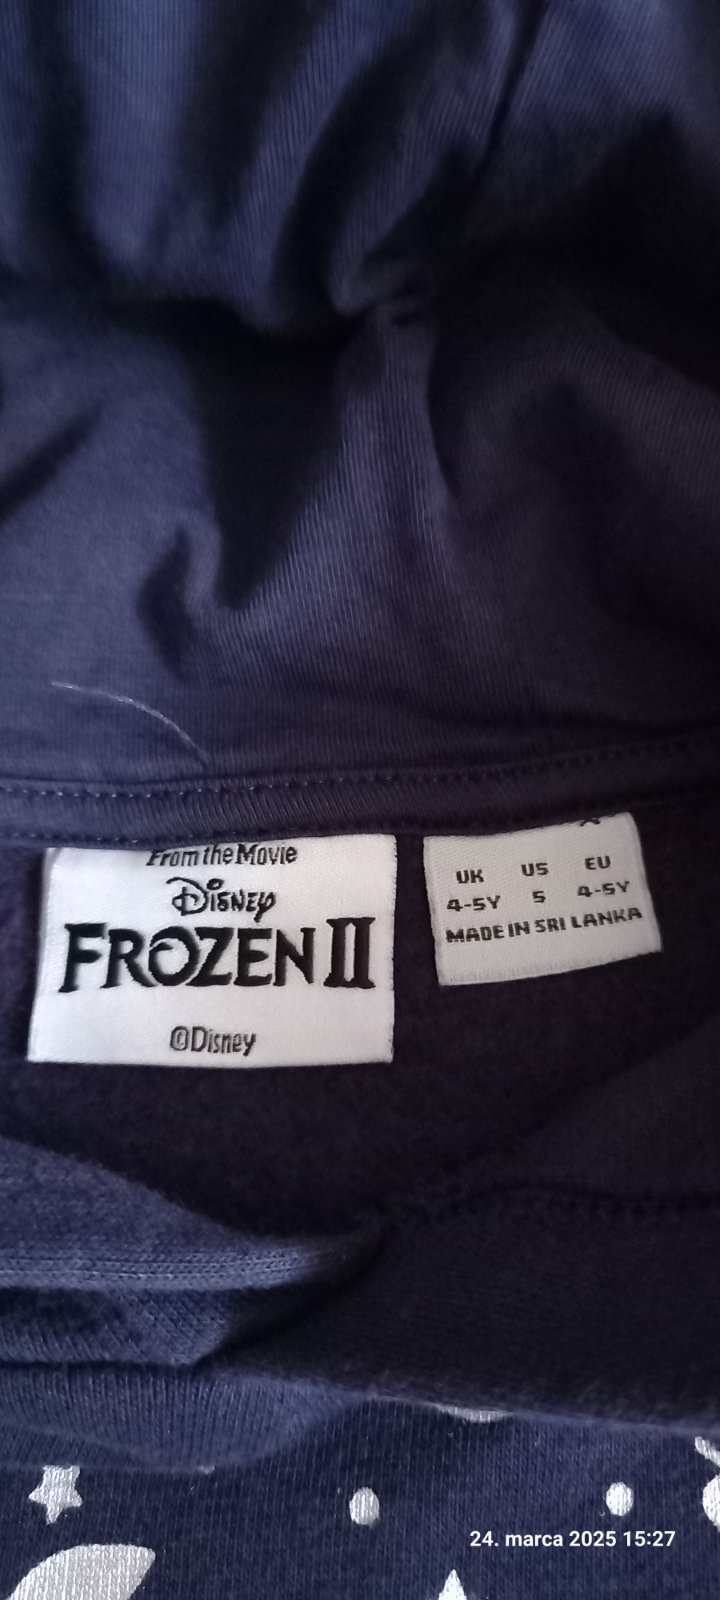 From the Movie
Disney
FROZEN II
©Disney
UK US EU
4-5Y 5 4-5Y
MADE IN SRI LANKA
24. marca 2025 15:27